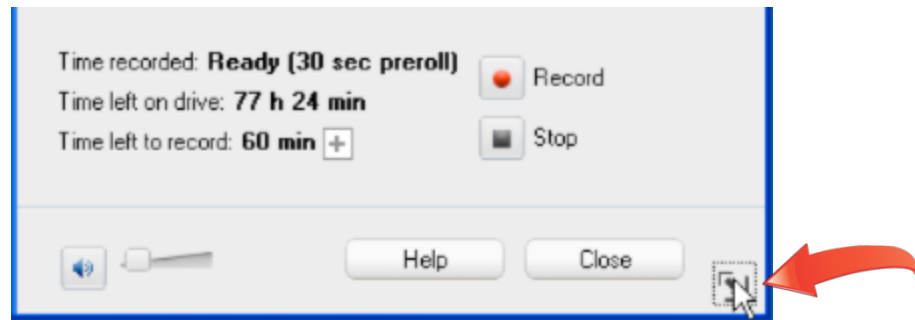 Time recorded: Ready (30 sec preroll)
Record
Time left on drive: 77 h 24 min
Time left to record: 60 min +
Stop
Help
Close